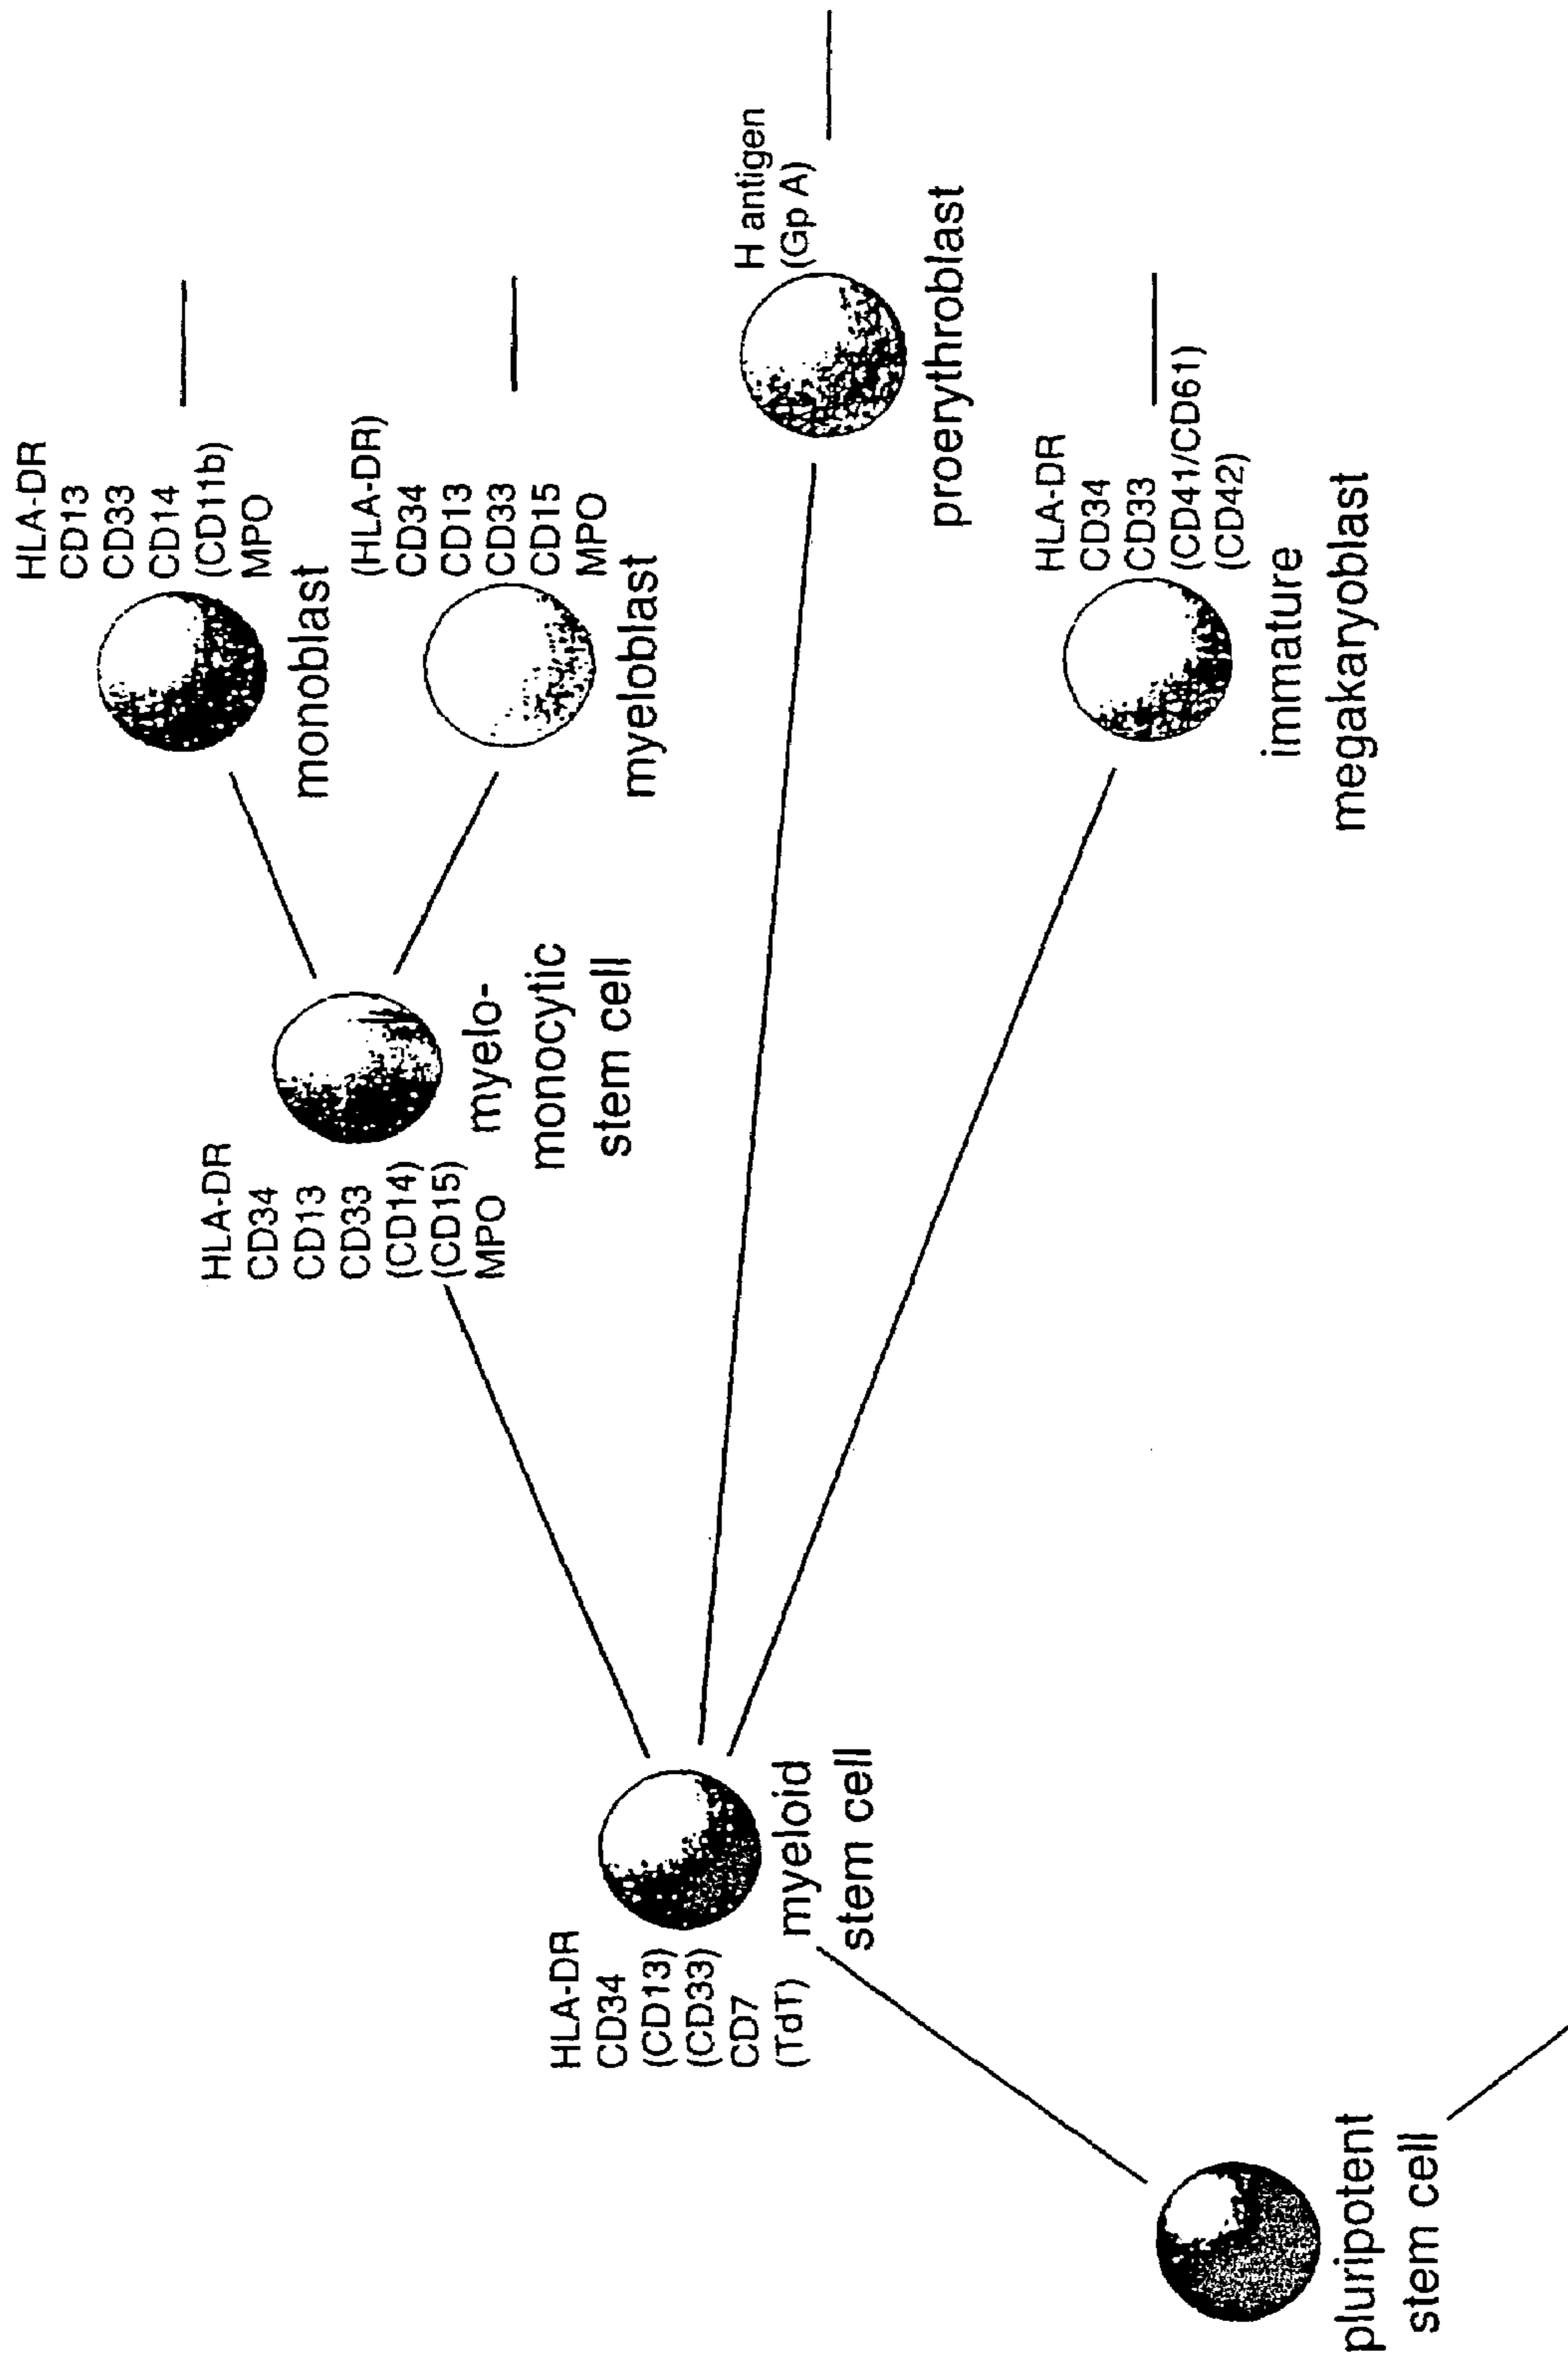 HLA-DR
CD13
CD33
CD14
(CD11b)
MPO
monoblast
(HLA-DR)
CD34
CD13
CD33
CD15
MPO
myeloblast
HLA-DR
CD34
CD13
CD33
(CD14)
(CD15)
MPO
myelo-
monocytic
stem cell
H antigen
(Gp A)
proerythroblast
HLA-DR
CD34
CD33
(CD41/CD61)
(CD42)
immature
megakaryoblast
HLA-DR
CD34
(CD13)
(CD33)
CD7
(TdT)
myeloid
stem cell
pluripotent
stem cell